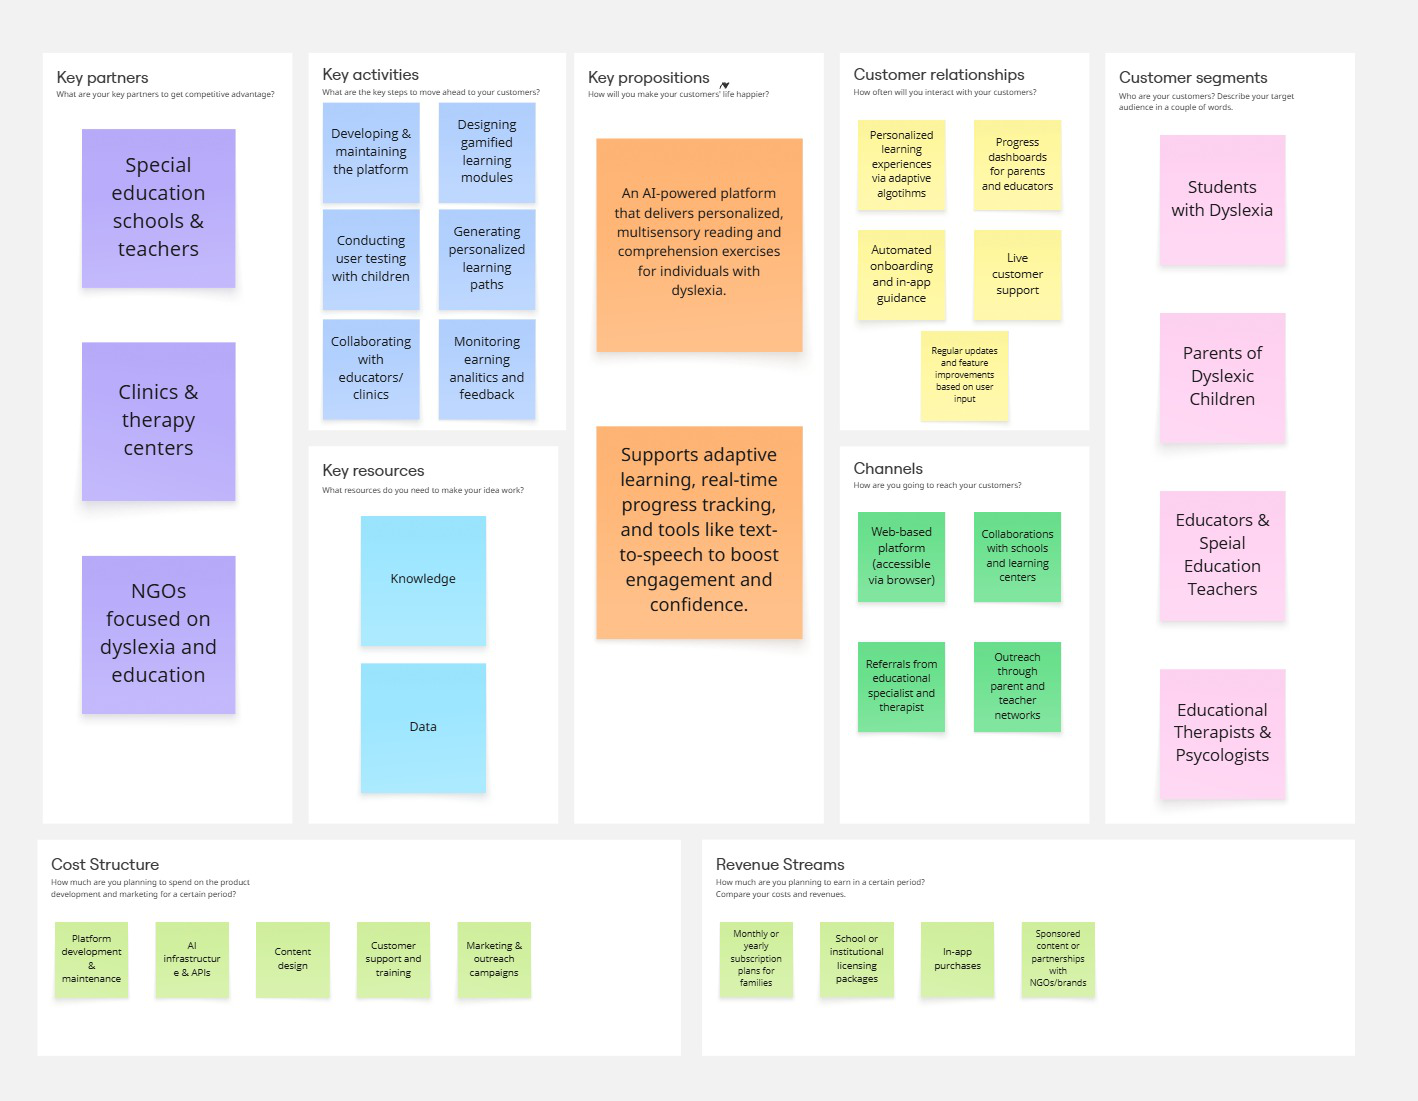 Key partners
What are your key partners to get competitive advantage?
Special
education
schools &
teachers
Clinics &
therapy
centers
NGOs
focused on
dyslexia and
education
Key activities
What are the key steps to move ahead to your customers?
Developing &
maintaining
the platform
Designing
gamified
learning
modules
Conducting
user testing
with children
Generating
personalized
learning
paths
Collaborating
with
educators/
clinics
Monitoring
earning
analitics and
feedback
Key resources
What resources do you need to make your idea work?
Knowledge
Data
Key propositions
How will you make your customers' life happier?
An AI-powered platform
that delivers personalized,
multisensory reading and
comprehension exercises
for individuals with
dyslexia.
Supports adaptive
learning, real-time
progress tracking,
and tools like text-
to-speech to boost
engagement and
confidence.
Customer relationships
How often will you interact with your customers?
Personalized
learning
experiences
via adaptive
algotihms
Progress
dashboards
for parents
and educators
Automated
onboarding
and in-app
guidance
Live
customer
support
Regular updates
and feature
improvements
based on user
input
Channels
How are you going to reach your customers?
Web-based
platform
(accessible
via browser)
Collaborations
with schools
and learning
centers
Referrals from
educational
specialist and
therapist
Outreach
through
parent and
teacher
networks
Customer segments
Who are your customers? Describe your target
audience in a couple of words.
Students
with Dyslexia
Parents of
Dyslexic
Children
Educators &
Speial
Education
Teachers
Educational
Therapists &
Psycologists
Cost Structure
How much are you planning to spend on the product
development and marketing for a certain period?
Platform
development
&
maintenance
AI
infrastructur
e & APIs
Content
design
Customer
support and
training
Marketing &
outreach
campaigns
Revenue Streams
How much are you planning to earn in a certain period?
Compare your costs and revenues.
Monthly or
yearly
subscription
plans for
families
School or
institutional
licensing
packages
In-app
purchases
Sponsored
content or
partnerships
with
NGOs/brands